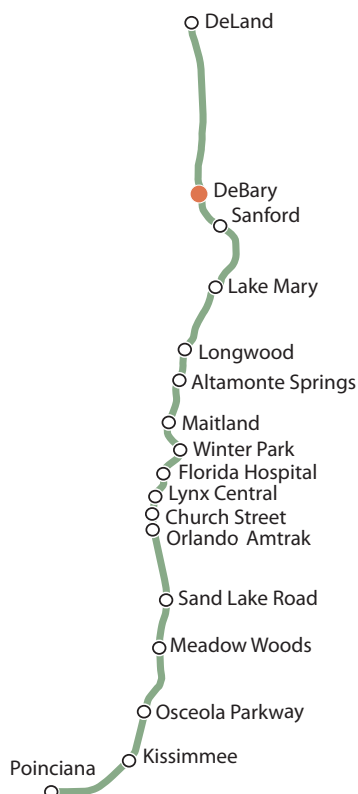 DeLand
DeBary
Sanford
Lake Mary
Longwood
Altamonte Springs
Maitland
Winter Park
Florida Hospital
Lynx Central
Church Street
Orlando Amtrak
Sand Lake Road
Meadow Woods
Osceola Parkway
Kissimmee
Poinciana